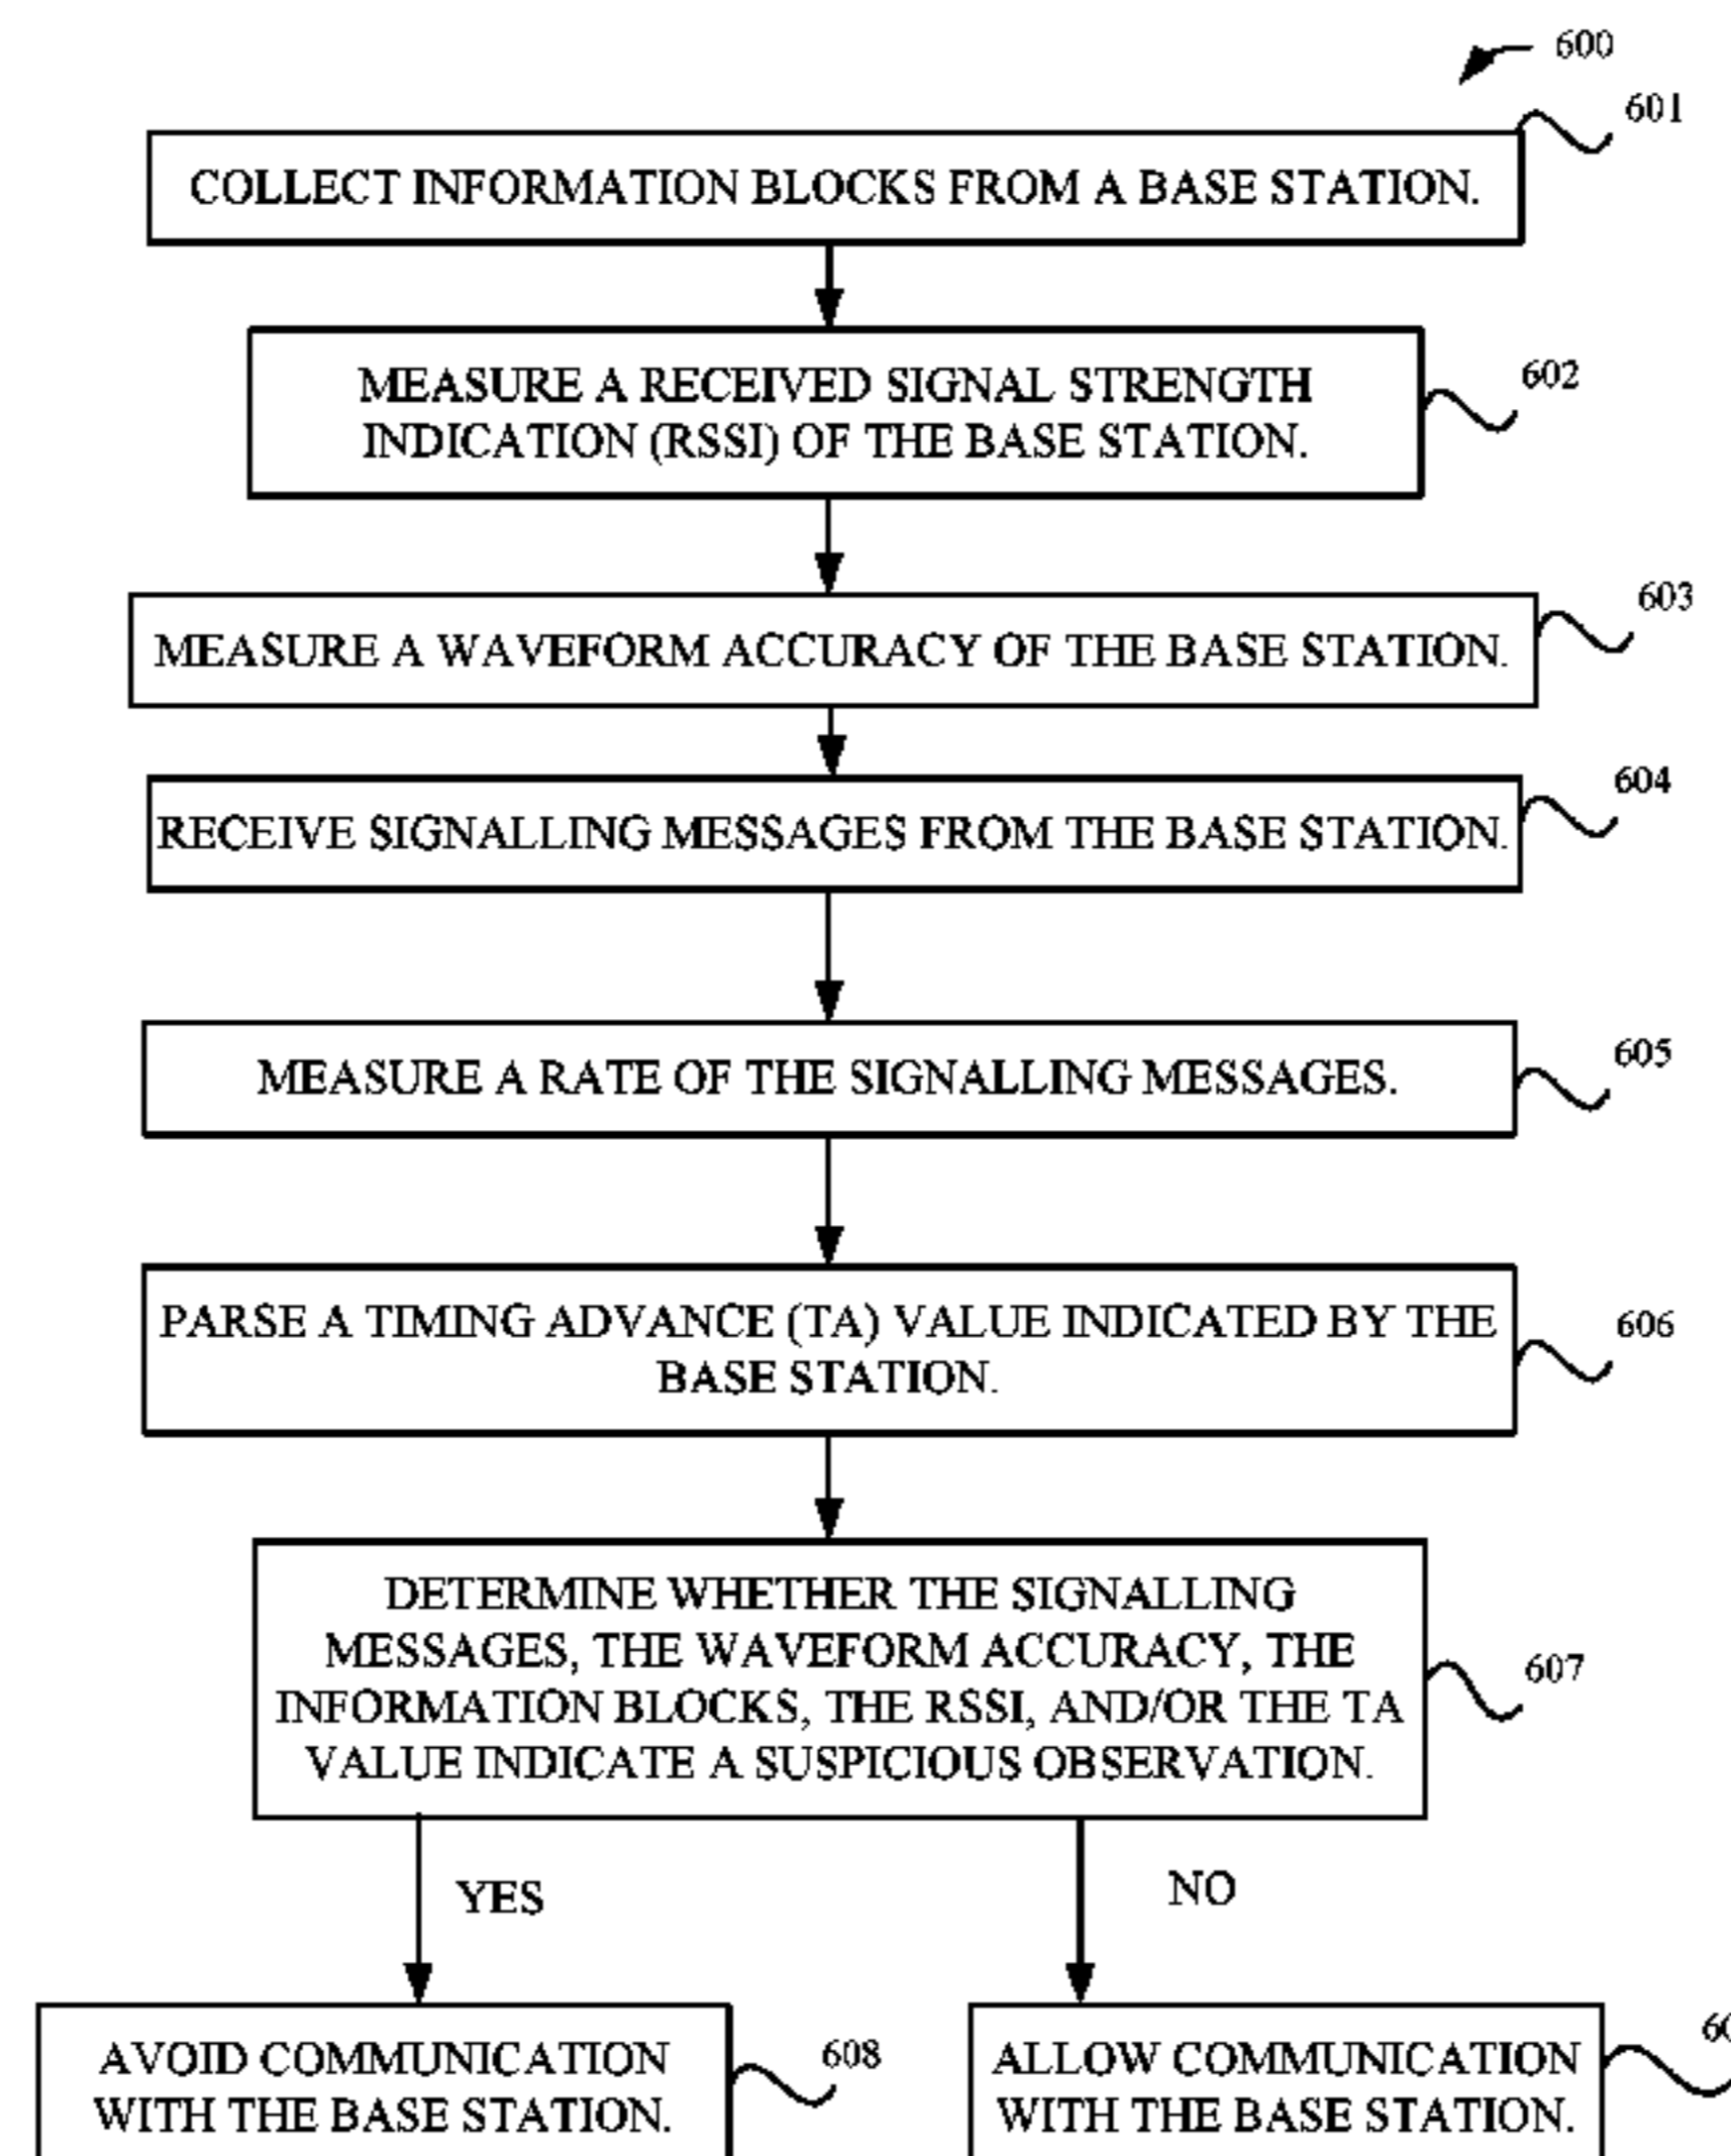 600
601
COLLECT INFORMATION BLOCKS FROM A BASE STATION.
602
MEASURE A RECEIVED SIGNAL STRENGTH
INDICATION (RSSI) OF THE BASE STATION.
603
MEASURE A WAVEFORM ACCURACY OF THE BASE STATION.
604
RECEIVE SIGNALLING MESSAGES FROM THE BASE STATION.
605
MEASURE A RATE OF THE SIGNALLING MESSAGES.
606
PARSE A TIMING ADVANCE (TA) VALUE INDICATED BY THE
BASE STATION.
607
DETERMINE WHETHER THE SIGNALLING
MESSAGES, THE WAVEFORM ACCURACY, THE
INFORMATION BLOCKS, THE RSSI, AND/OR THE TA
VALUE INDICATE A SUSPICIOUS OBSERVATION.
YES
NO
608
AVOID COMMUNICATION
WITH THE BASE STATION.
ALLOW COMMUNICATION
WITH THE BASE STATION.